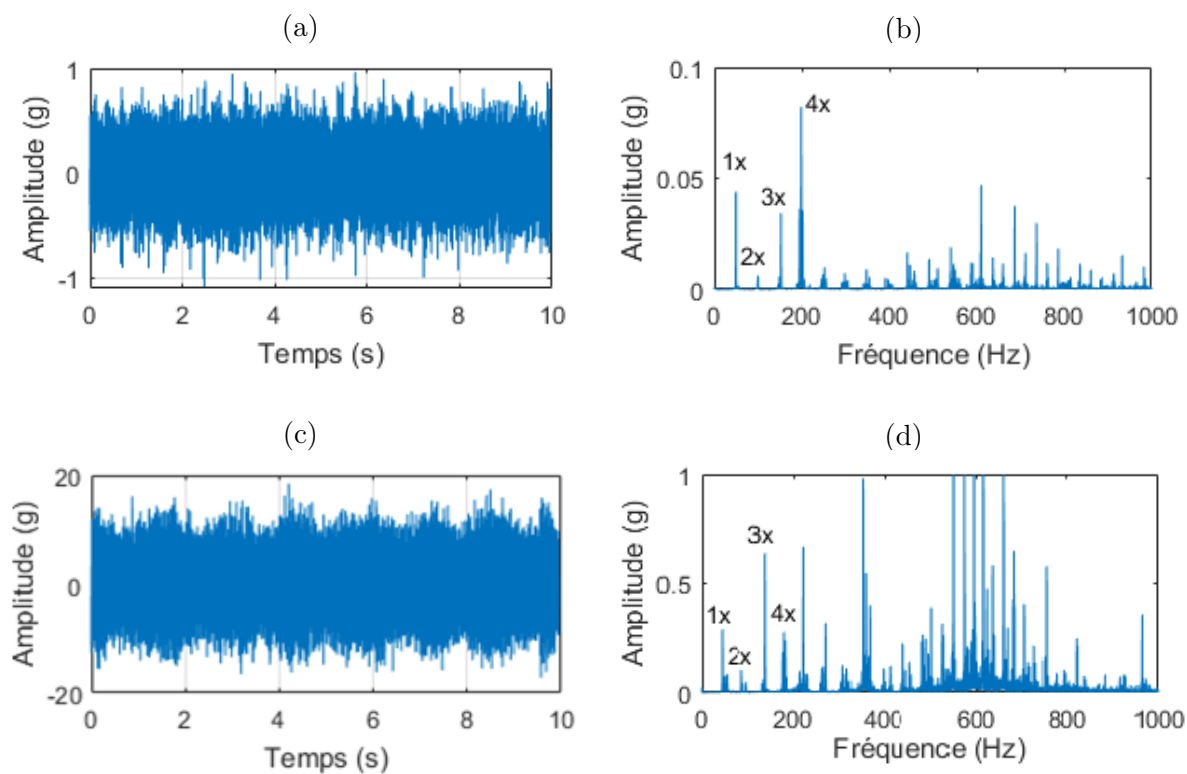 (a)
Amplitude (g)
1
0
-1
0 2 4 6 8 10
Temps (s)
(b)
Amplitude (g)
0.1
0.05
0
1x
2x
3x
4x
0 200 400 600 800 1000
Fréquence (Hz)
(c)
Amplitude (g)
20
0
-20
0 2 4 6 8 10
Temps (s)
(d)
Amplitude (g)
1
0.5
0
1x
2x
3x
4x
0 200 400 600 800 1000
Fréquence (Hz)